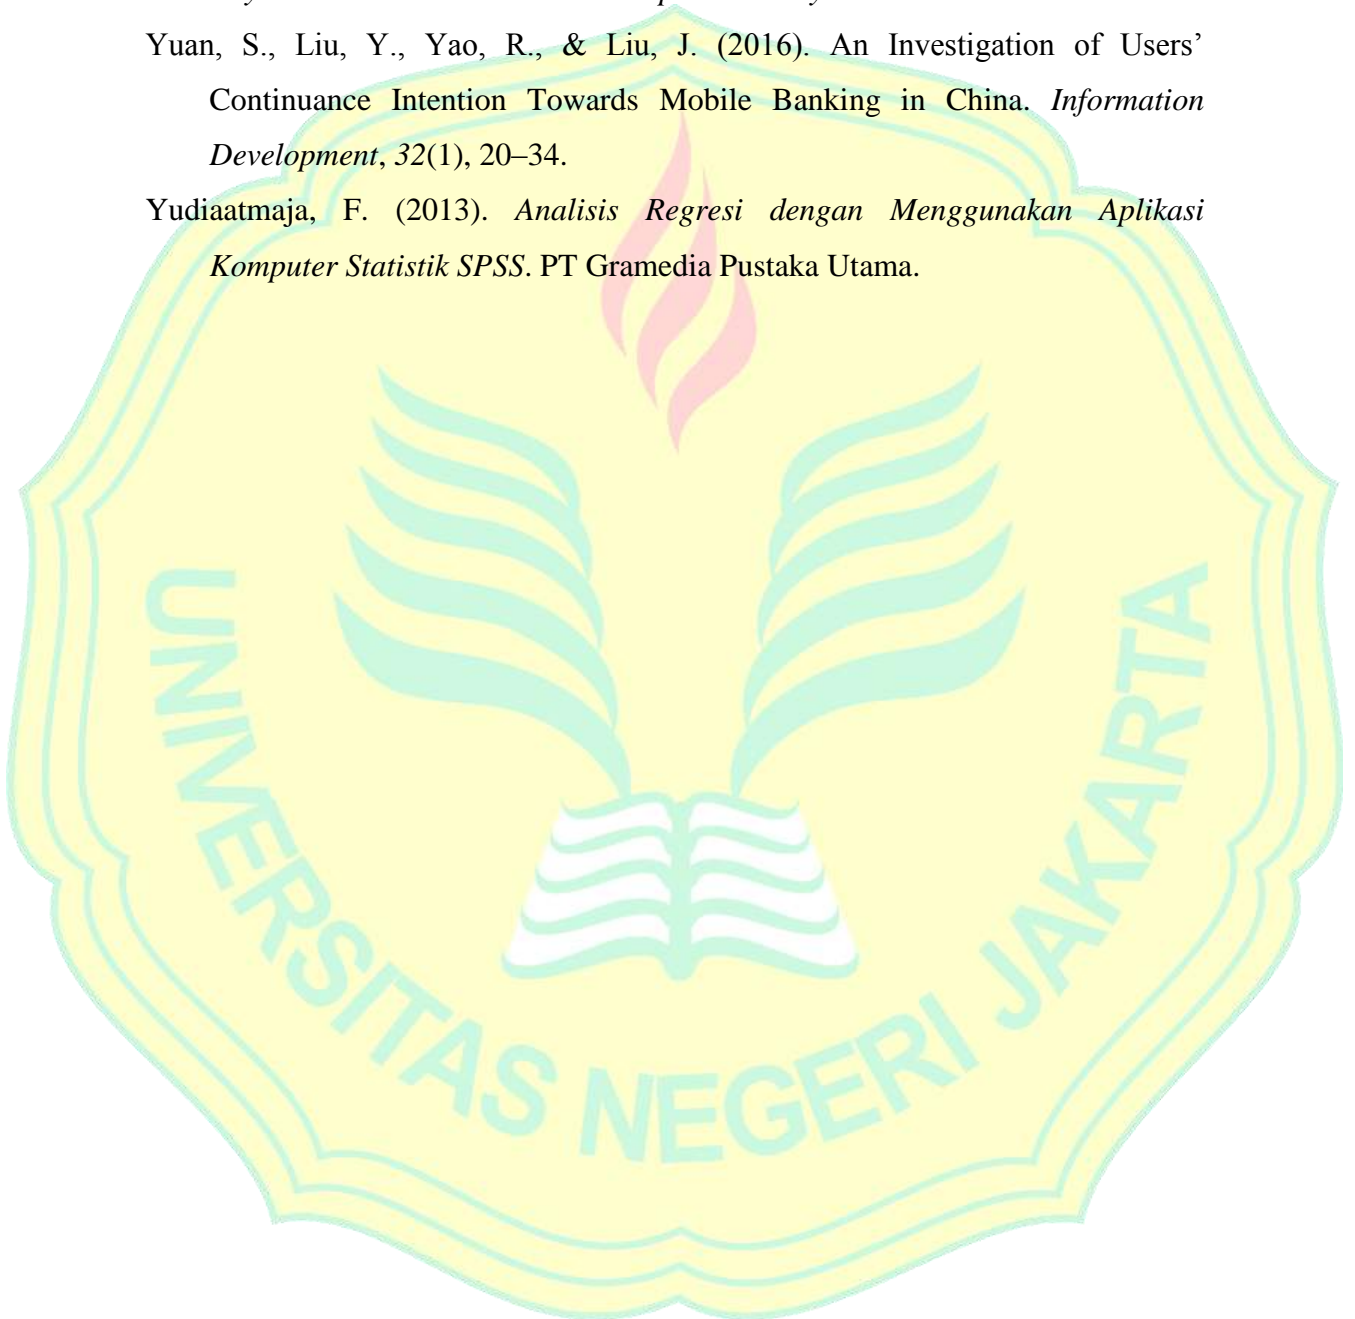 Yuan, S., Liu, Y., Yao, R., & Liu, J. (2016). An Investigation of Users’
Continuance Intention Towards Mobile Banking in China. Information
Development, 32(1), 20–34.
Yudiaatmaja, F. (2013). Analisis Regresi dengan Menggunakan Aplikasi
Komputer Statistik SPSS. PT Gramedia Pustaka Utama.
UNIVERSITAS NEGERI JAKARTA